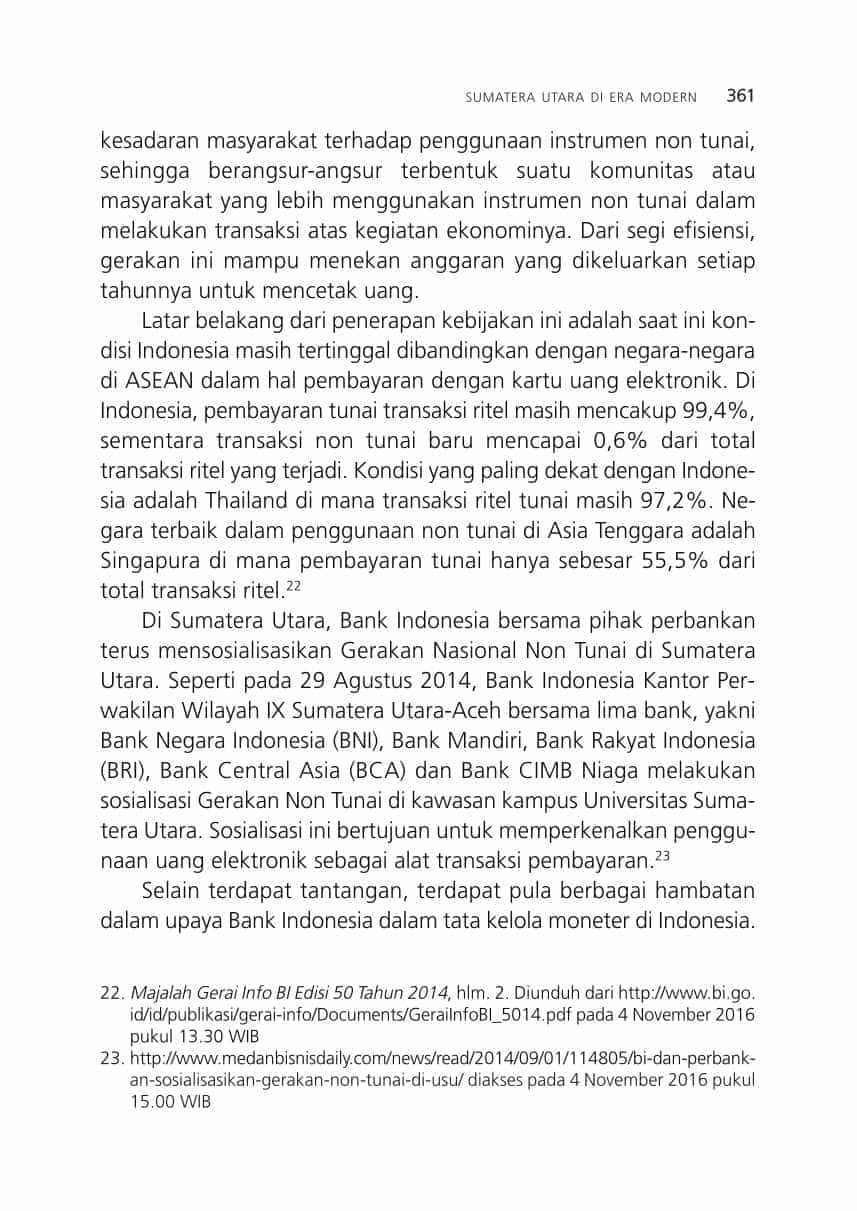 SUMATERA UTARA DI ERA MODERN 361
kesadaran masyarakat terhadap penggunaan instrumen non tunai,
sehingga berangsur-angsur terbentuk suatu komunitas atau
masyarakat yang lebih menggunakan instrumen non tunai dalam
melakukan transaksi atas kegiatan ekonominya. Dari segi efisiensi,
gerakan ini mampu menekan anggaran yang dikeluarkan setiap
tahunnya untuk mencetak uang.
Latar belakang dari penerapan kebijakan ini adalah saat ini kon-
disi Indonesia masih tertinggal dibandingkan dengan negara-negara
di ASEAN dalam hal pembayaran dengan kartu uang elektronik. Di
Indonesia, pembayaran tunai transaksi ritel masih mencakup 99,4%,
sementara transaksi non tunai baru mencapai 0,6% dari total
transaksi ritel yang terjadi. Kondisi yang paling dekat dengan Indone-
sia adalah Thailand di mana transaksi ritel tunai masih 97,2%. Ne-
gara terbaik dalam penggunaan non tunai di Asia Tenggara adalah
Singapura di mana pembayaran tunai hanya sebesar 55,5% dari
total transaksi ritel.²²
Di Sumatera Utara, Bank Indonesia bersama pihak perbankan
terus mensosialisasikan Gerakan Nasional Non Tunai di Sumatera
Utara. Seperti pada 29 Agustus 2014, Bank Indonesia Kantor Per-
wakilan Wilayah IX Sumatera Utara-Aceh bersama lima bank, yakni
Bank Negara Indonesia (BNI), Bank Mandiri, Bank Rakyat Indonesia
(BRI), Bank Central Asia (BCA) dan Bank CIMB Niaga melakukan
sosialisasi Gerakan Non Tunai di kawasan kampus Universitas Suma-
tera Utara. Sosialisasi ini bertujuan untuk memperkenalkan penggu-
naan uang elektronik sebagai alat transaksi pembayaran.²³
Selain terdapat tantangan, terdapat pula berbagai hambatan
dalam upaya Bank Indonesia dalam tata kelola moneter di Indonesia.
22. Majalah Gerai Info BI Edisi 50 Tahun 2014, hlm. 2. Diunduh dari http://www.bi.go.
id/id/publikasi/gerai-info/Documents/GeraiInfoBI_5014.pdf pada 4 November 2016
pukul 13.30 WIB
23. http://www.medanbisnisdaily.com/news/read/2014/09/01/114805/bi-dan-perbank-
an-sosialisasikan-gerakan-non-tunai-di-usu/ diakses pada 4 November 2016 pukul
15.00 WIB